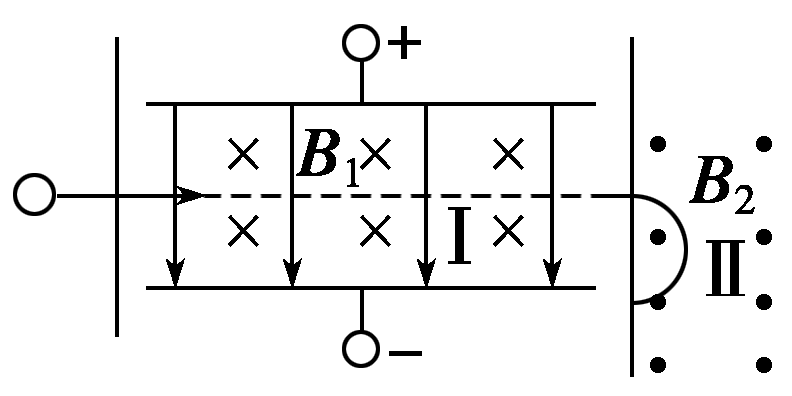 +
B₁
B₂
I
II
−